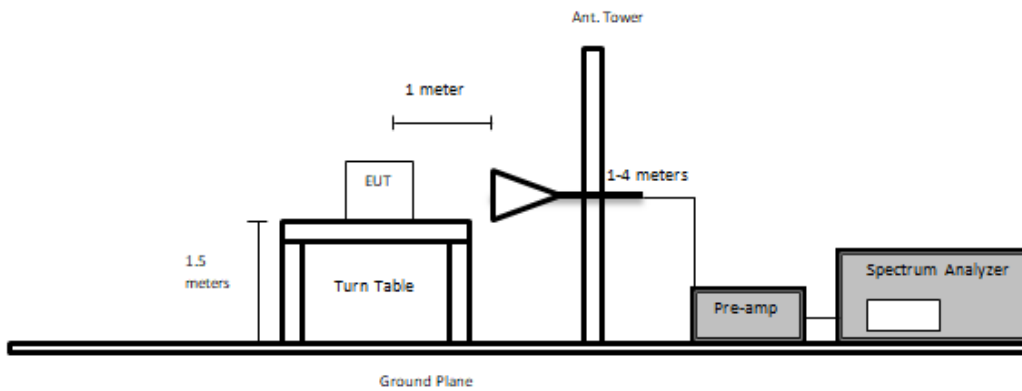 Ant. Tower
1 meter
EUT
1-4 meters
1.5
meters
Turn Table
Spectrum Analyzer
Pre-amp
Ground Plane